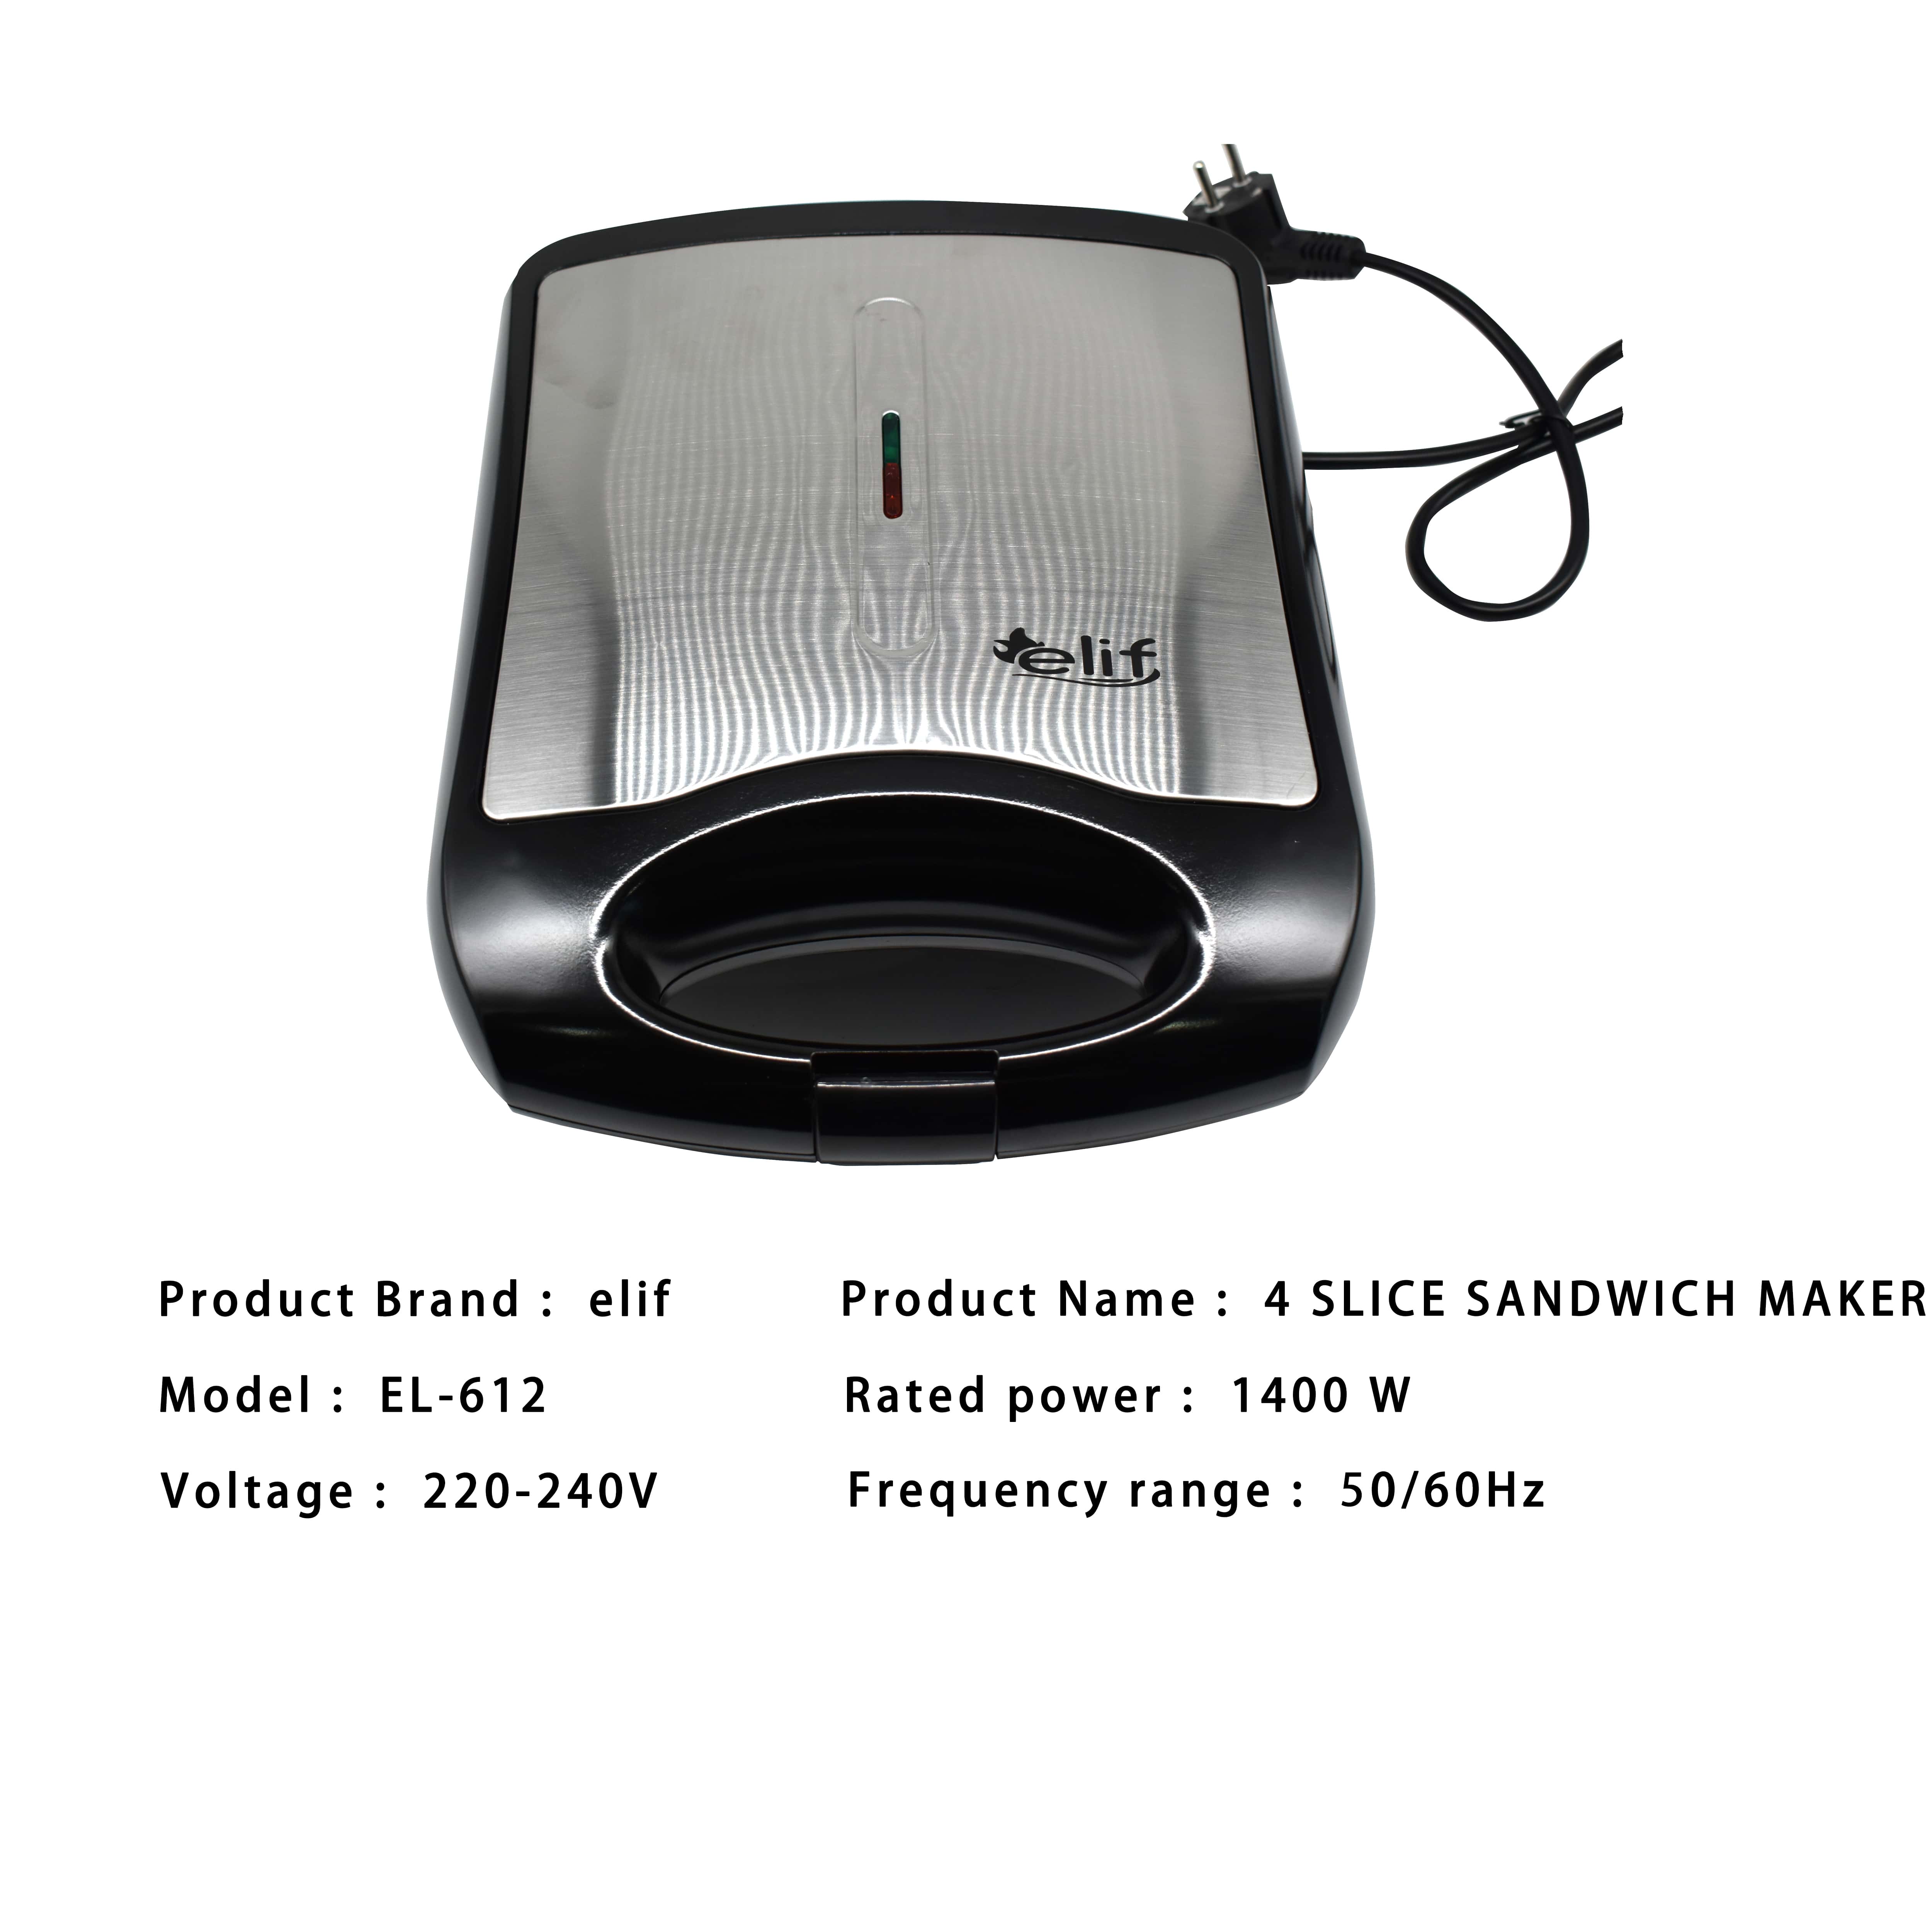 elif
Product Brand : elif
Product Name : 4 SLICE SANDWICH MAKER
Model : EL-612
Rated power : 1400 W
Voltage : 220-240V
Frequency range : 50/60Hz